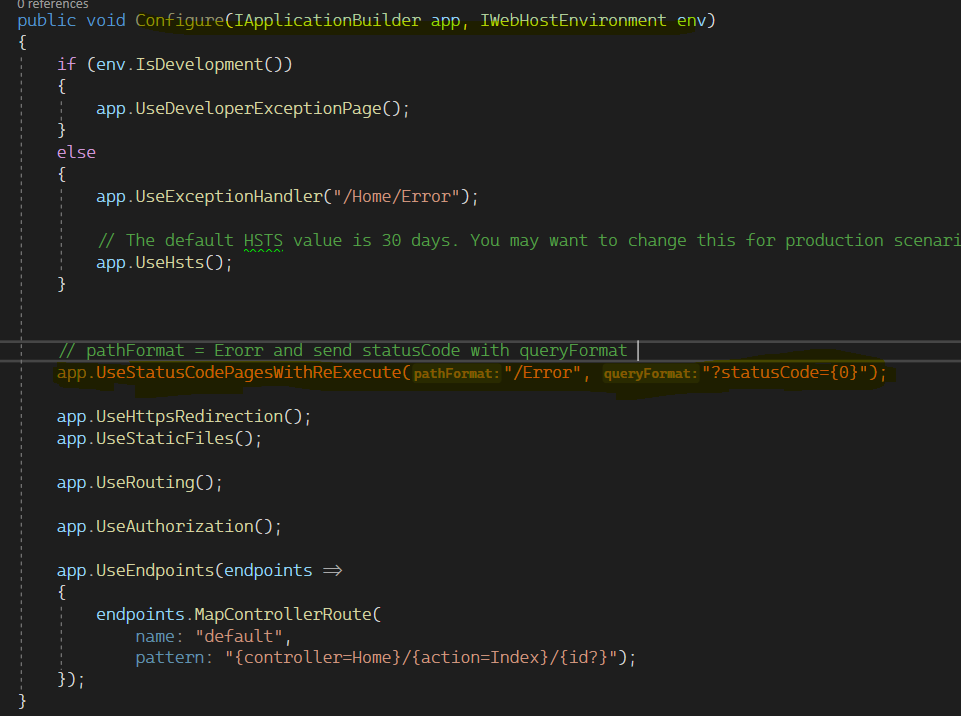 0 references
public void Configure(IApplicationBuilder app, IWebHostEnvironment env)
{
if (env.IsDevelopment())
{
app.UseDeveloperExceptionPage();
}
else
{
app.UseExceptionHandler("/Home/Error");
// The default HSTS value is 30 days. You may want to change this for production scenari
app.UseHsts();
}
// pathFormat = Erorr and send statusCode with queryFormat
app.UseStatusCodePagesWithReExecute(pathFormat:"/Error", queryFormat:"?statusCode={0}");
app.UseHttpsRedirection();
app.UseStaticFiles();
app.UseRouting();
app.UseAuthorization();
app.UseEndpoints(endpoints =>
{
endpoints.MapControllerRoute(
name: "default",
pattern: "{controller=Home}/{action=Index}/{id?}");
});
}